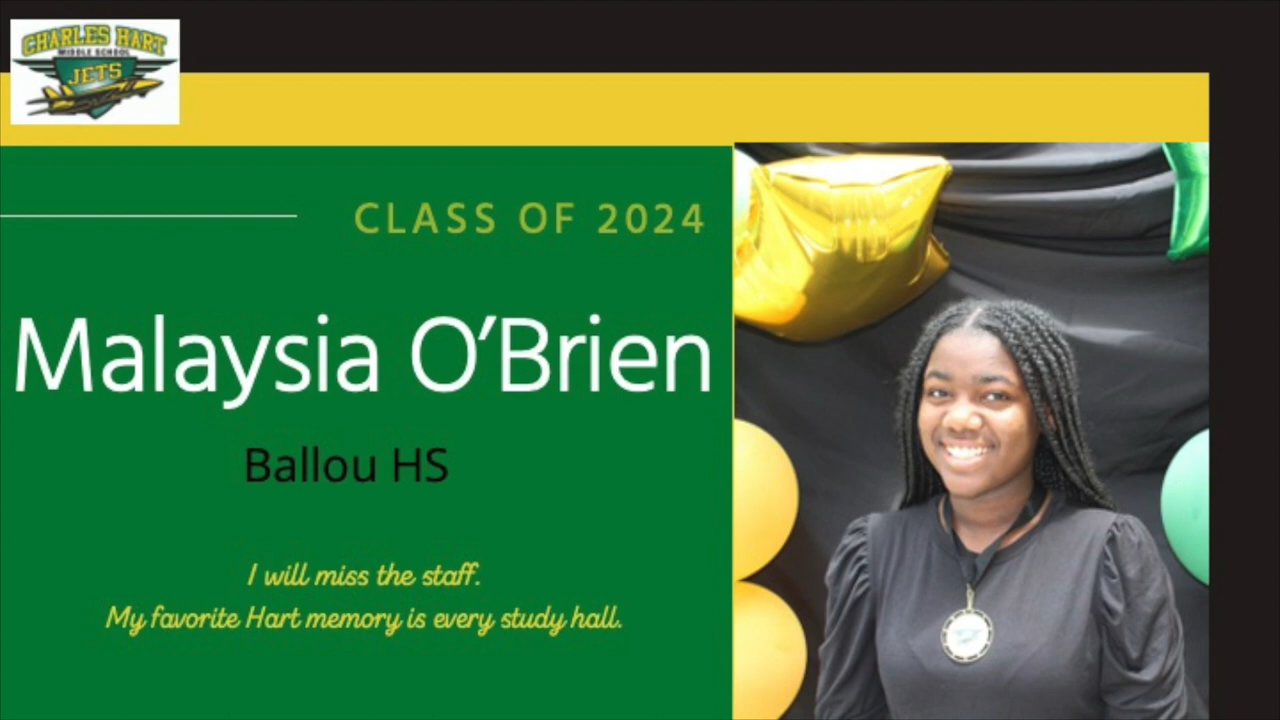 CHARLES HART
MIDDLE SCHOOL
JETS
CLASS OF 2024
Malaysia O'Brien
Ballou HS
I will miss the staff.
My favorite Hart memory is every study hall.